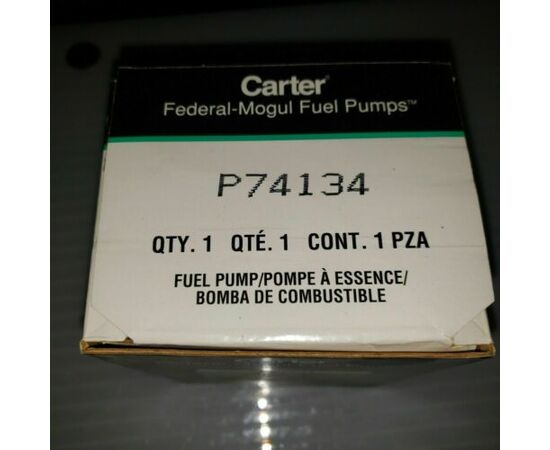 Carter
Federal-Mogul Fuel Pumps™
P74134
QTY. 1 QTÉ. 1 CONT. 1 PZA
FUEL PUMP/POMPE À ESSENCE/
BOMBA DE COMBUSTIBLE